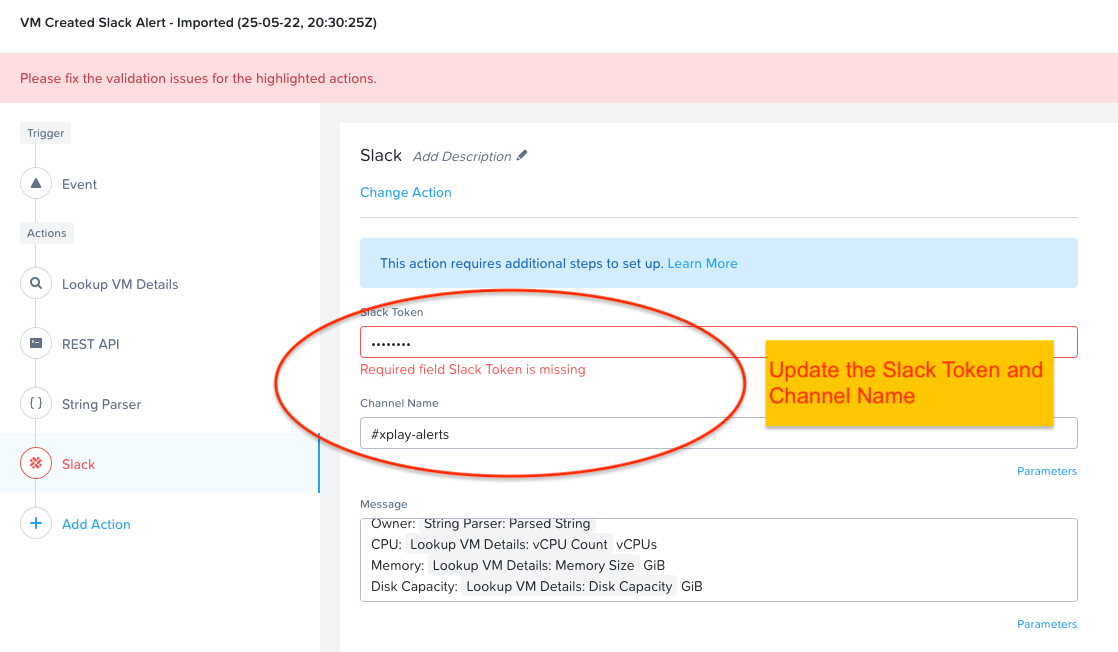 VM Created Slack Alert - Imported (25-05-22, 20:30:25Z)
Please fix the validation issues for the highlighted actions.
Trigger
Event
Actions
Lookup VM Details
REST API
String Parser
Slack
Add Action
Slack Add Description
Change Action
This action requires additional steps to set up. Learn More
Slack Token
••••••••
Required field Slack Token is missing
Update the Slack Token and
Channel Name
Channel Name
#xplay-alerts
Parameters
Message
Owner: String Parser: Parsed String
CPU: Lookup VM Details: vCPU Count vCPUs
Memory: Lookup VM Details: Memory Size GiB
Disk Capacity: Lookup VM Details: Disk Capacity GiB
Parameters